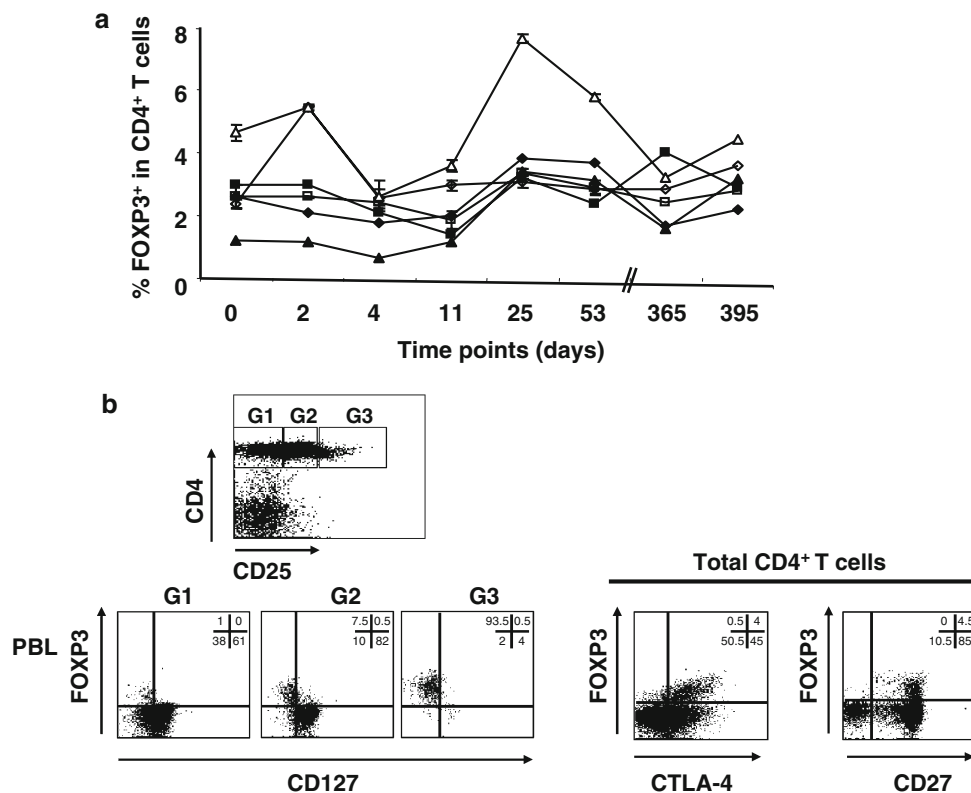 a
% FOXP3⁺ in CD4⁺ T cells
8
6
4
2
0
0 2 4 11 25 53 365 395
Time points (days)
b
G1 G2 G3
CD4
CD25
Total CD4⁺ T cells
G1 G2 G3
PBL
FOXP3
1 0
38 61
7.5 0.5
10 82
93.5 0.5
2 4
CD127
FOXP3
0.5 4
50.5 45
CTLA-4
FOXP3
0 4.5
10.5 85
CD27